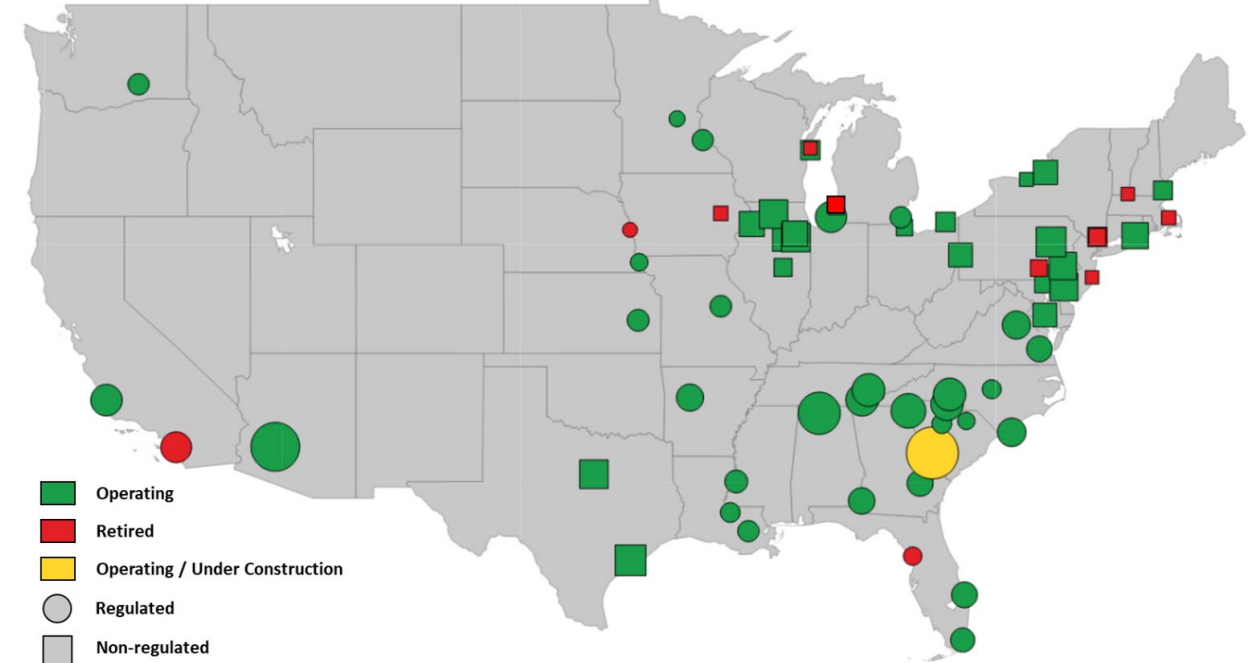 Operating
Retired
Operating / Under Construction
Regulated
Non-regulated